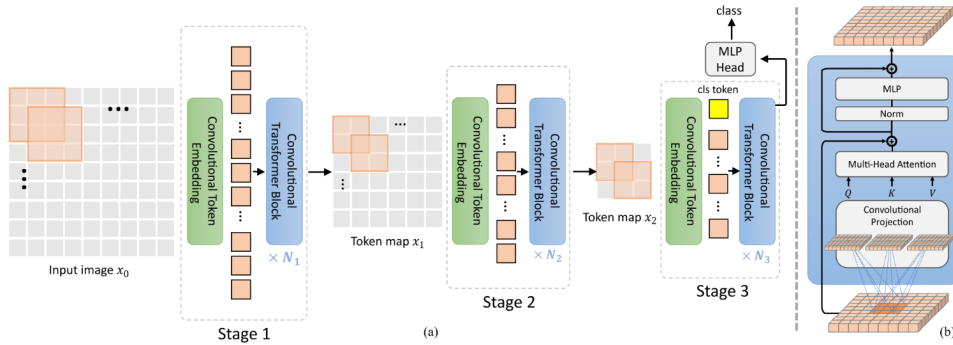 class
MLP
Head
cls token
Convolutional Token
Embedding
Convolutional
Transformer Block
× N₁
Input image x₀
Stage 1
Token map x₁
Convolutional Token
Embedding
Convolutional
Transformer Block
× N₂
Stage 2
Token map x₂
Convolutional Token
Embedding
Convolutional
Transformer Block
× N₃
Stage 3
(a)
MLP
Norm
Multi-Head Attention
Q K V
Convolutional
Projection
(b)